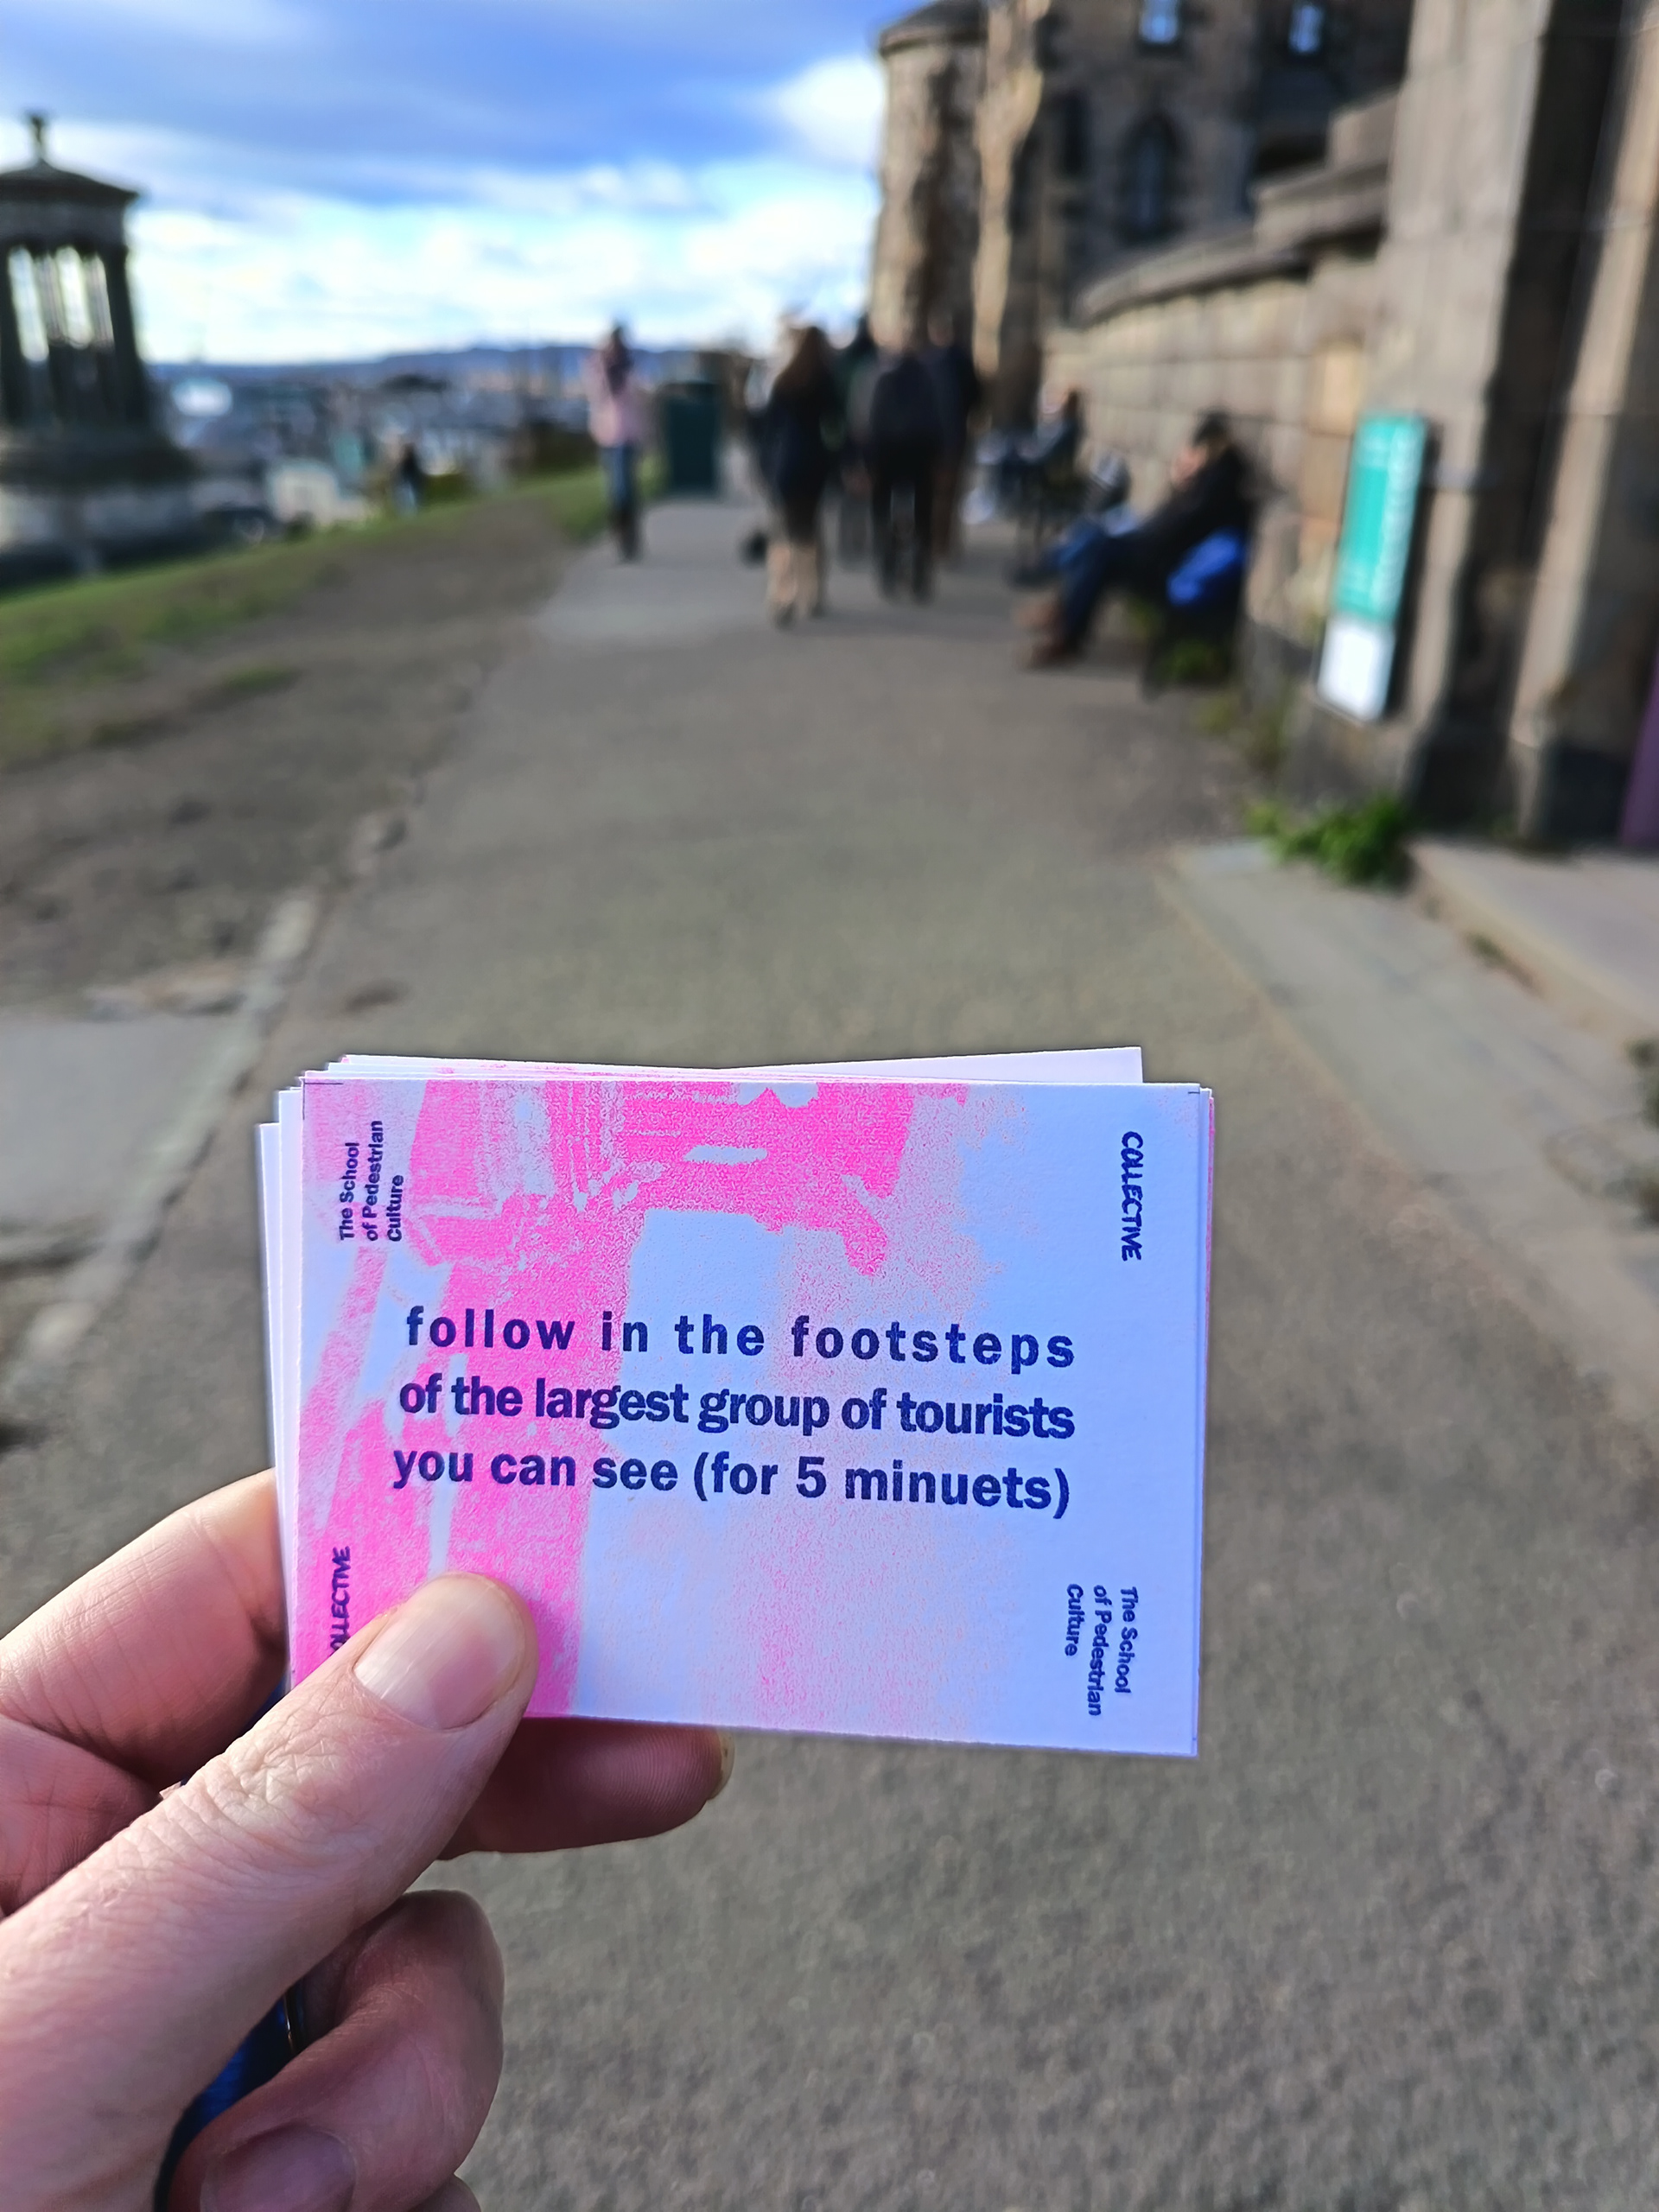 The School
of Pedestrian
Culture
COLLECTIVE
follow in the footsteps
of the largest group of tourists
you can see (for 5 minuets)
OLLECTIVE
The School
of Pedestrian
Culture